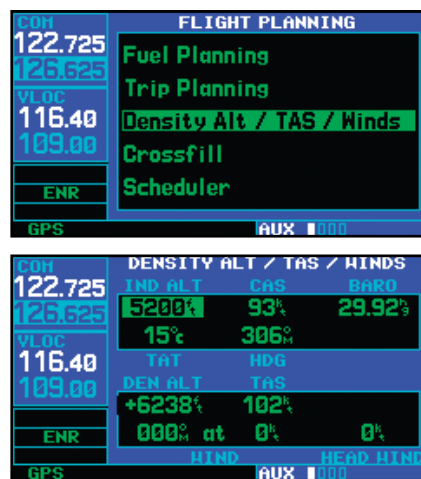 COM
FLIGHT PLANNING
122.725
126.625
Fuel Planning
Trip Planning
VLOC
116.40
Density Alt / TAS / Winds
109.00
Crossfill
ENR
Scheduler
GPS
AUX
COM
DENSITY ALT / TAS / WINDS
122.725
IND ALT CAS BARO
126.625
5200ft 93kt 29.92hg
VLOC
15°c 306°M
116.40
TAT HDG
109.00
DEN ALT TAS
+6238ft 102kt
ENR
000°M at 0kt 0kt
WIND HEAD WIND
GPS
AUX